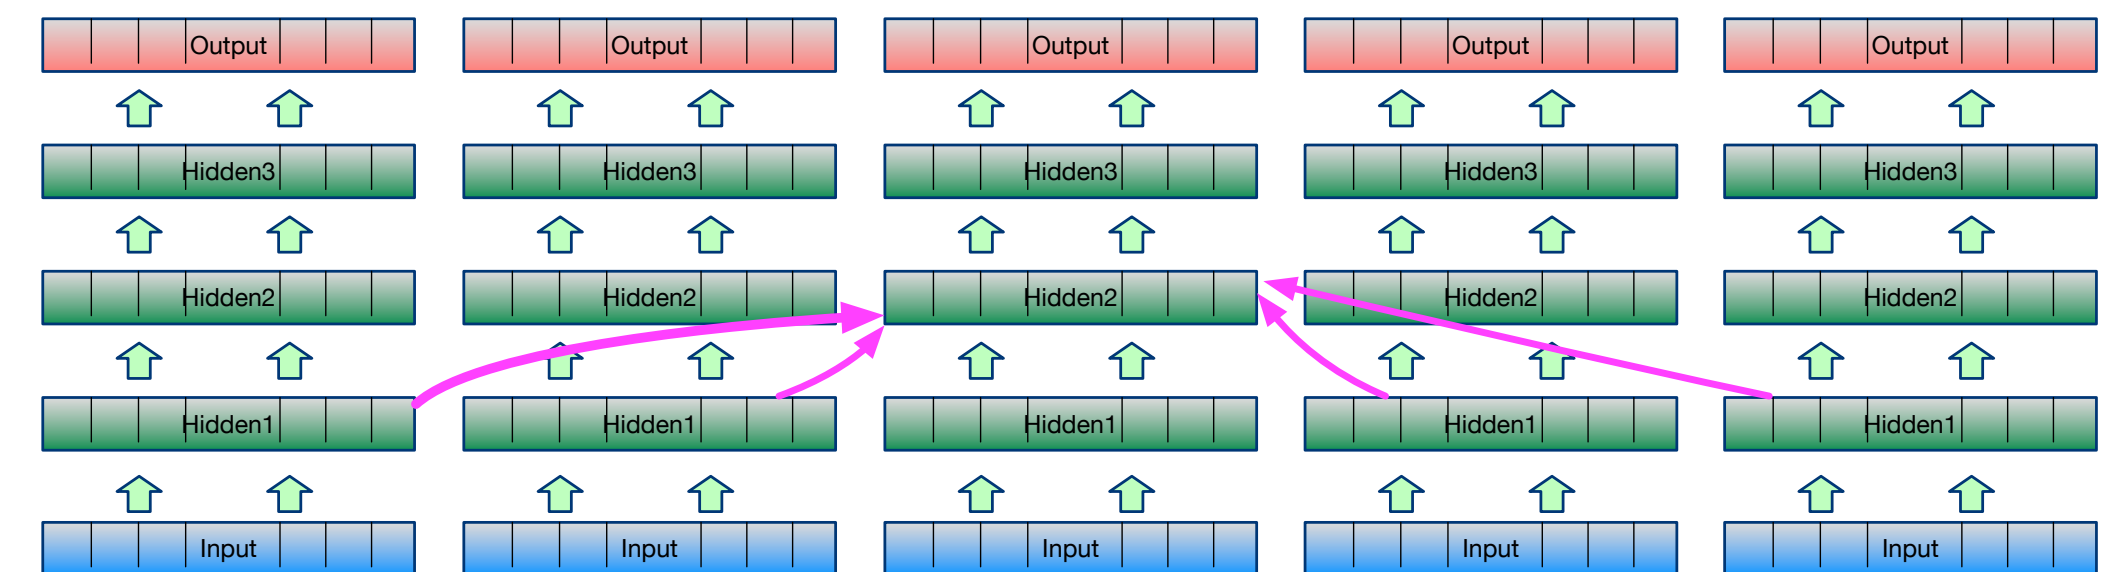 Output Output Output Output Output
Hidden3 Hidden3 Hidden3 Hidden3 Hidden3
Hidden2 Hidden2 Hidden2 Hidden2 Hidden2
Hidden1 Hidden1 Hidden1 Hidden1 Hidden1
Input Input Input Input Input